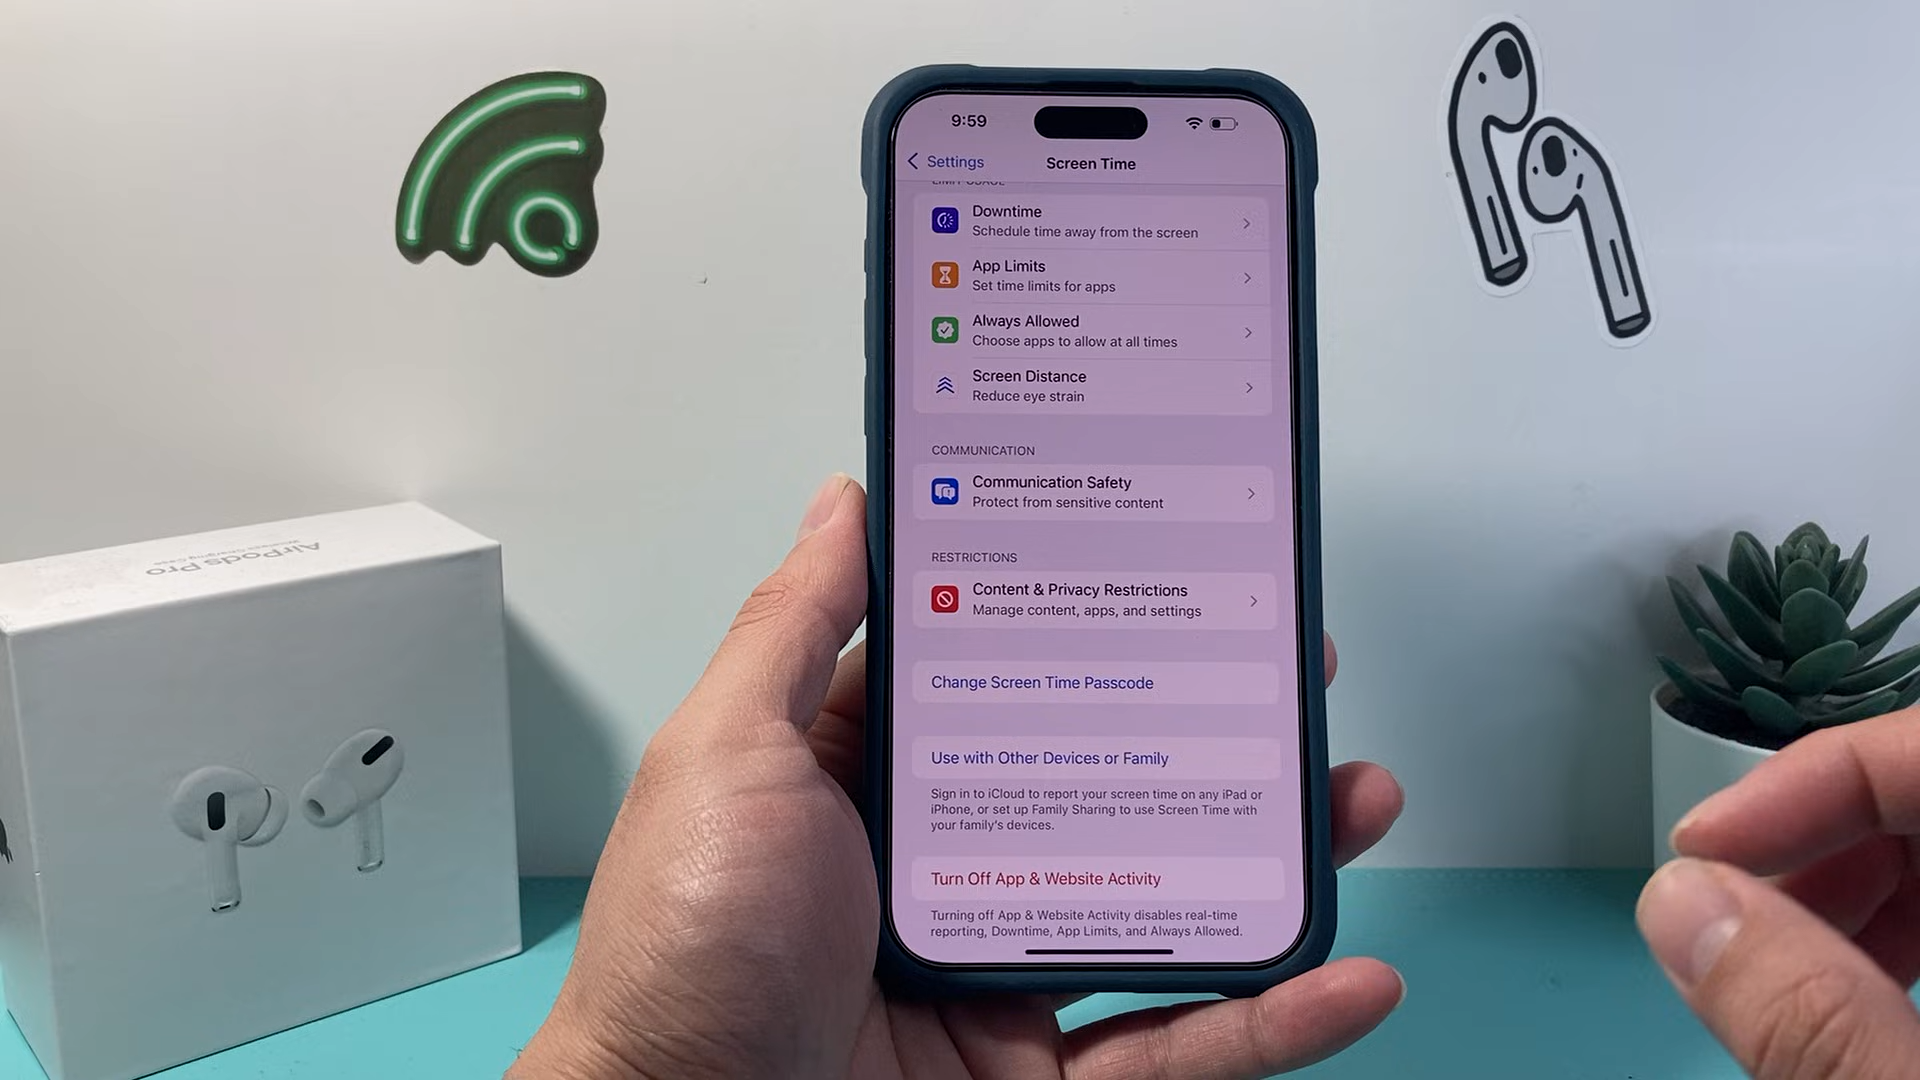 9:59
Settings
Screen Time
LIMIT USAGE
Downtime
Schedule time away from the screen
App Limits
Set time limits for apps
Always Allowed
Choose apps to allow at all times
Screen Distance
Reduce eye strain
COMMUNICATION
Communication Safety
Protect from sensitive content
RESTRICTIONS
Content & Privacy Restrictions
Manage content, apps, and settings
Change Screen Time Passcode
Use with Other Devices or Family
Sign in to iCloud to report your screen time on any iPad or
iPhone, or set up Family Sharing to use Screen Time with
your family's devices.
Turn Off App & Website Activity
Turning off App & Website Activity disables real-time
reporting, Downtime, App Limits, and Always Allowed.
AirPods Pro